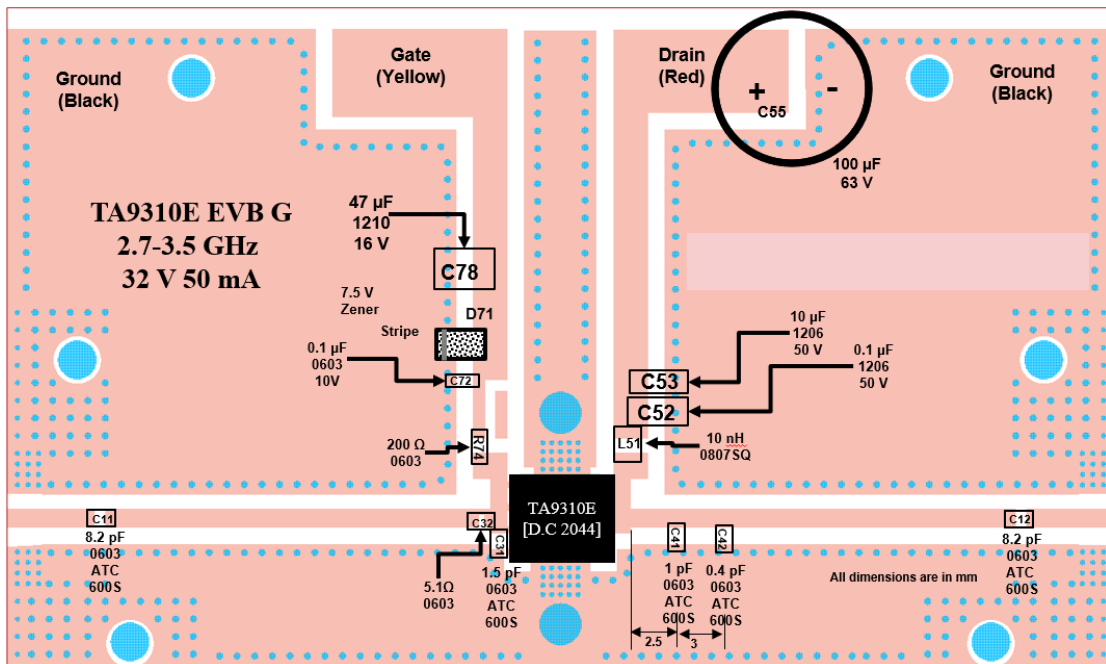 Ground
(Black)
Gate
(Yellow)
Drain
(Red)
+
-
C55
Ground
(Black)
100 µF
63 V
TA9310E EVB G
2.7-3.5 GHz
32 V 50 mA
47 µF
1210
16 V
C78
7.5 V
Zener
D71
Stripe
0.1 µF
0603
10V
C72
10 µF
1206
50 V
0.1 µF
1206
50 V
C53
C52
200 Ω
0603
R74
L51
10 nH
0807SQ
TA9310E
[D.C 2044]
C11
8.2 pF
0603
ATC
600S
C32
C31
5.1Ω
0603
1.5 pF
0603
ATC
600S
C41
C42
1 pF
0603
ATC
600S
0.4 pF
0603
ATC
600S
2.5
3
All dimensions are in mm
C12
8.2 pF
0603
ATC
600S